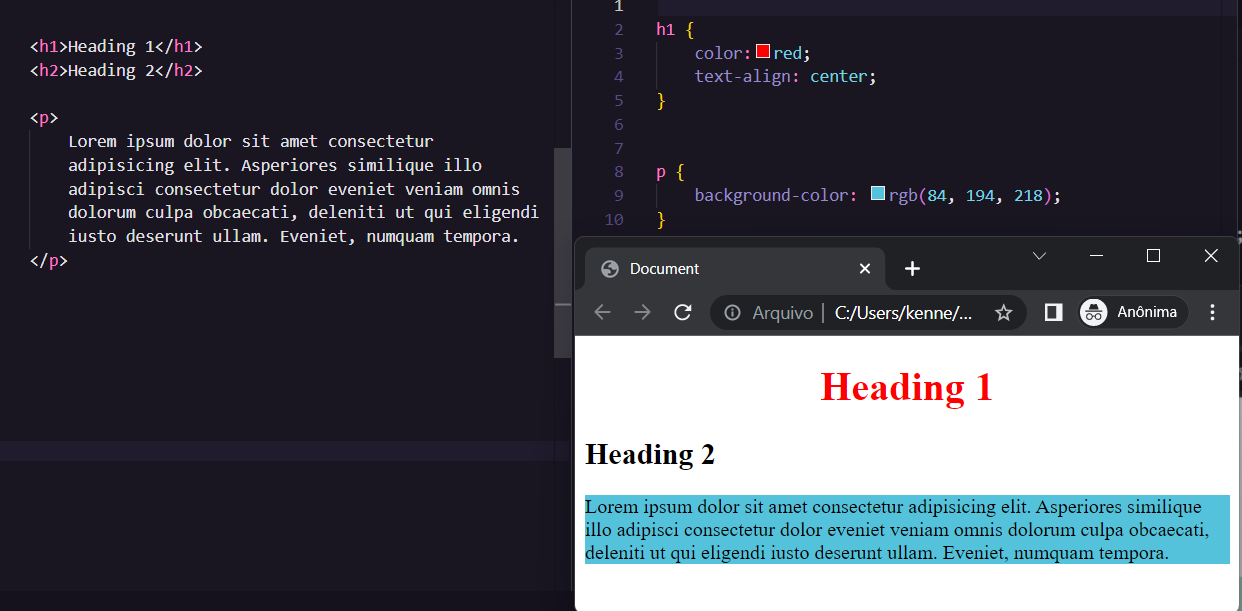 <h1>Heading 1</h1>
<h2>Heading 2</h2>
<p>
Lorem ipsum dolor sit amet consectetur
adipisicing elit. Asperiores similique illo
adipisci consectetur dolor eveniet veniam omnis
dolorum culpa obcaecati, deleniti ut qui eligendi
iusto deserunt ullam. Eveniet, numquam tempora.
</p>
1
2 h1 {
3 color: red;
4 text-align: center;
5 }
6
7
8 p {
9 background-color: rgb(84, 194, 218);
10 }
Document
Arquivo | C:/Users/kenne/... Anônima
Heading 1
Heading 2
Lorem ipsum dolor sit amet consectetur adipisicing elit. Asperiores similique
illo adipisci consectetur dolor eveniet veniam omnis dolorum culpa obcaecati,
deleniti ut qui eligendi iusto deserunt ullam. Eveniet, numquam tempora.